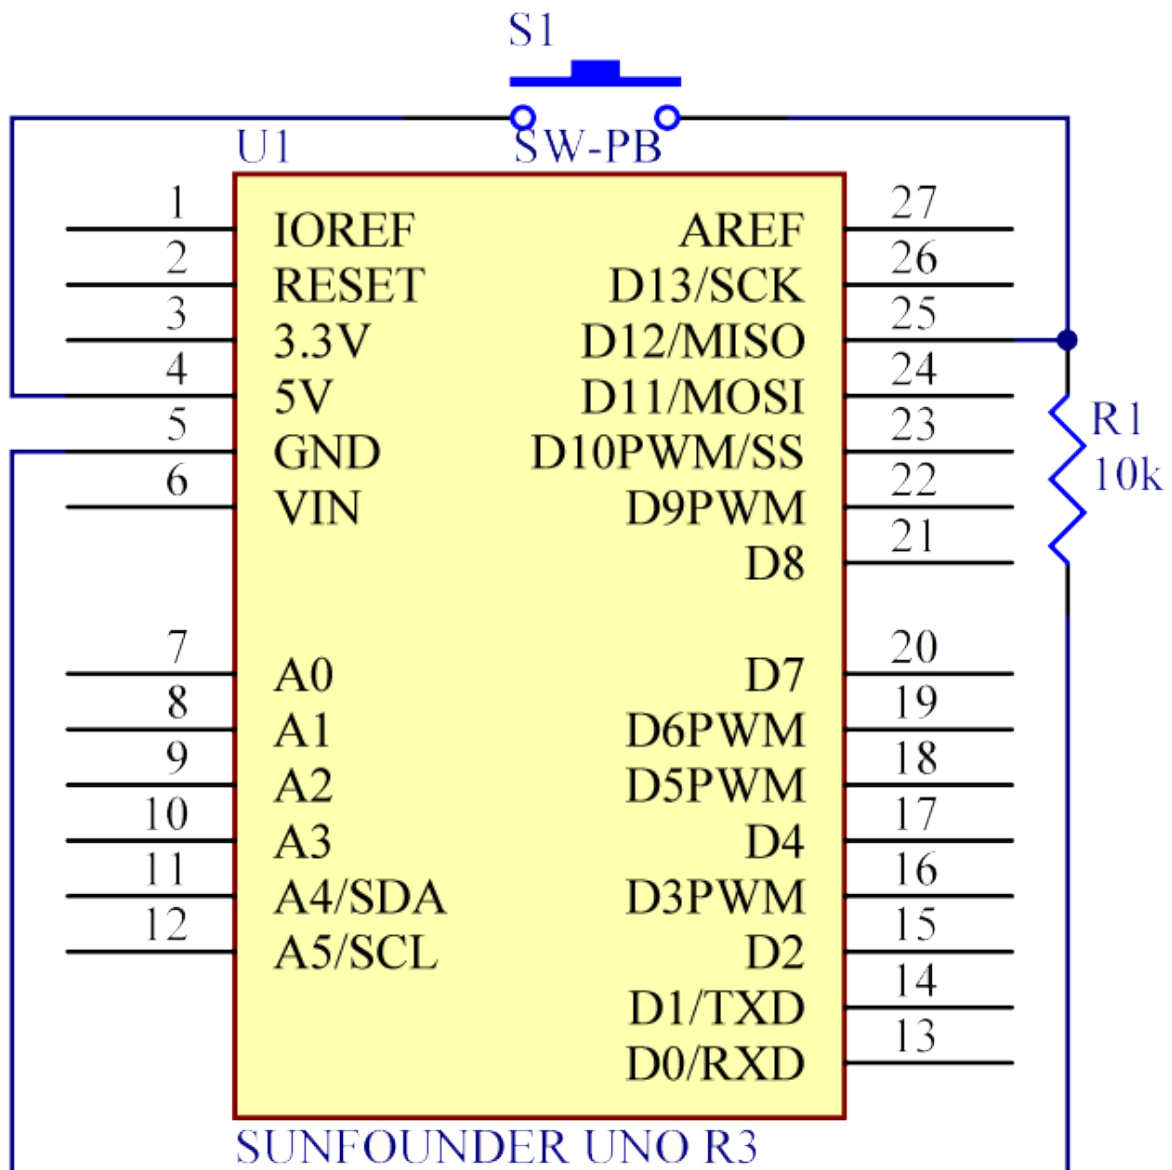 S1
SW-PB
U1
1 IOREF AREF 27
2 RESET D13/SCK 26
3 3.3V D12/MISO 25
4 5V D11/MOSI 24
5 GND D10PWM/SS 23
6 VIN D9PWM 22
D8 21
R1
10k
7 A0 D7 20
8 A1 D6PWM 19
9 A2 D5PWM 18
10 A3 D4 17
11 A4/SDA D3PWM 16
12 A5/SCL D2 15
D1/TXD 14
D0/RXD 13
SUNFOUNDER UNO R3